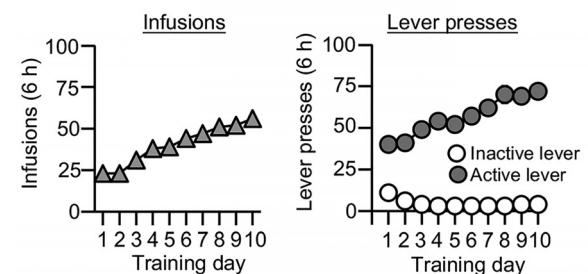 Infusions
Infusions (6 h)
100
75
50
25
0
1 2 3 4 5 6 7 8 9 10
Training day
Lever presses
Lever presses (6 h)
100
75
50
25
0
Inactive lever
Active lever
1 2 3 4 5 6 7 8 9 10
Training day